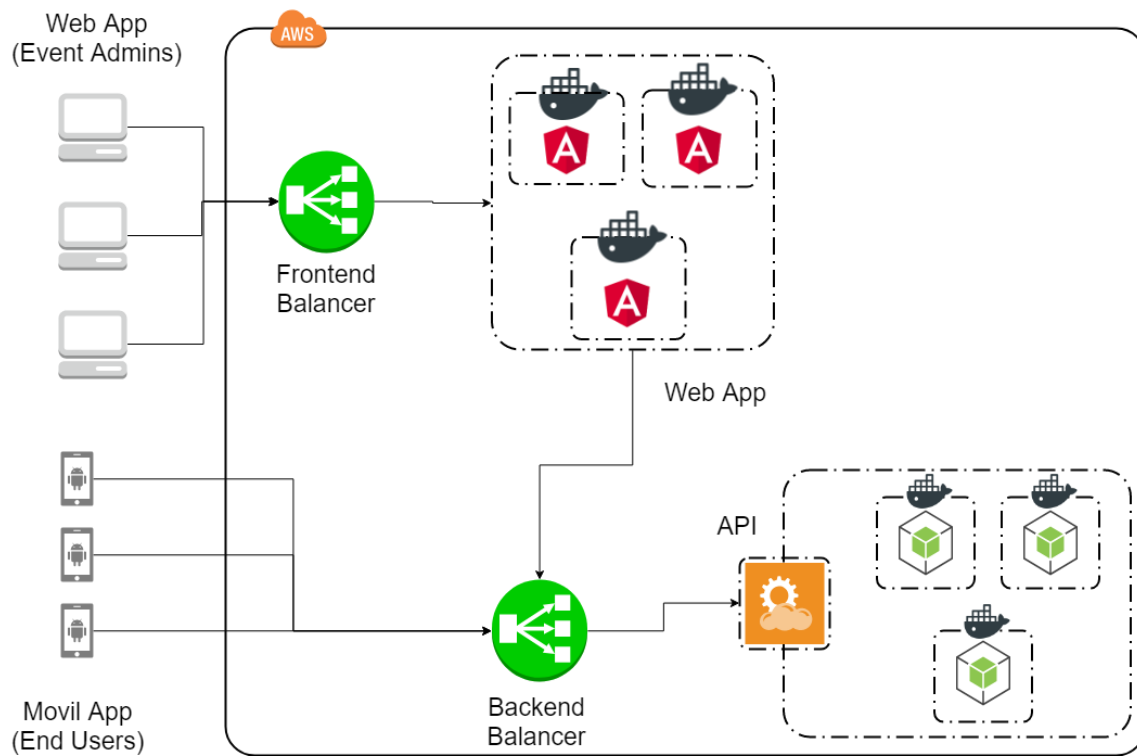 Web App
(Event Admins)
AWS
A
A
A
Frontend
Balancer
Web App
API
Backend
Balancer
Movil App
(End Users)